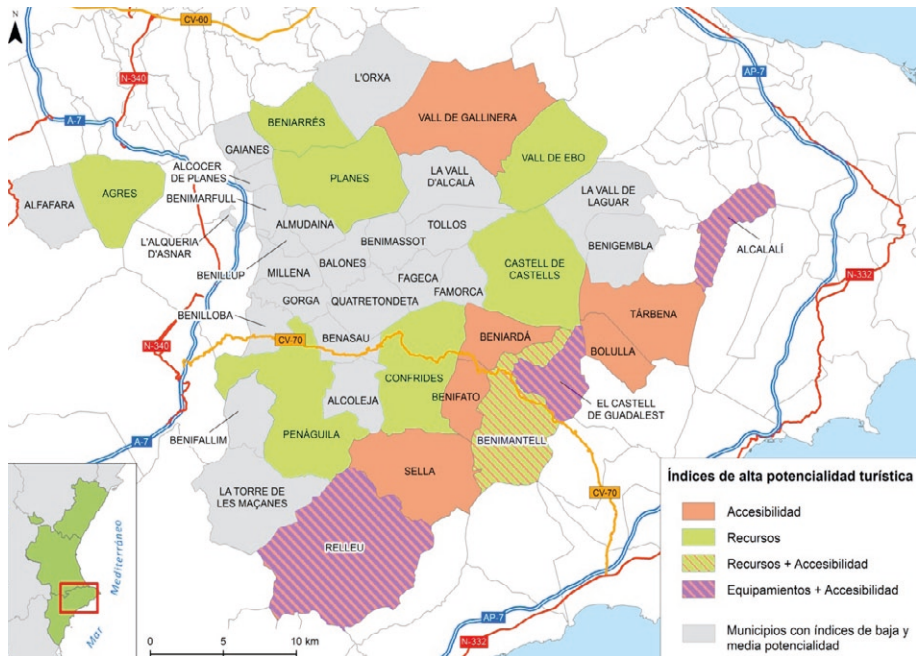 N
CV-60
N-340
A-7
AP-7
N-332
L'ORXA
VALL DE GALLINERA
BENIARRÉS
GAIANES
VALL DE EBO
ALCOCER
DE PLANES
PLANES
LA VALL
D'ALCALÀ
LA VALL DE
LAGUAR
AGRES
ALFAFARA
BENIMARFULL
ALMUDAINA
TOLLOS
BENIMASSOT
BENIGEMBLA
ALCALALÍ
L'ALQUERIA
D'ASNAR
BENILLUP
BALONES
CASTELL DE
CASTELLS
MILLENA
FAGECA
FAMORCA
GORGA
QUATRETONDETA
TÁRBENA
BENILLOBA
BENASAU
BENIARDÀ
CV-70
N-340
BOLULLA
CONFRIDES
ALCOLEJA
BENIFATO
EL CASTELL
DE GUADALEST
BENIFALLIM
PENÁGUILA
BENIMANTELL
A-7
SELLA
LA TORRE DE
LES MAÇANES
CV-70
RELLEU
AP-7
N-332
Mar Mediterráneo
0 5 10 km
Índices de alta potencialidad turística
Accesibilidad
Recursos
Recursos + Accesibilidad
Equipamientos + Accesibilidad
Municipios con índices de baja y
media potencialidad